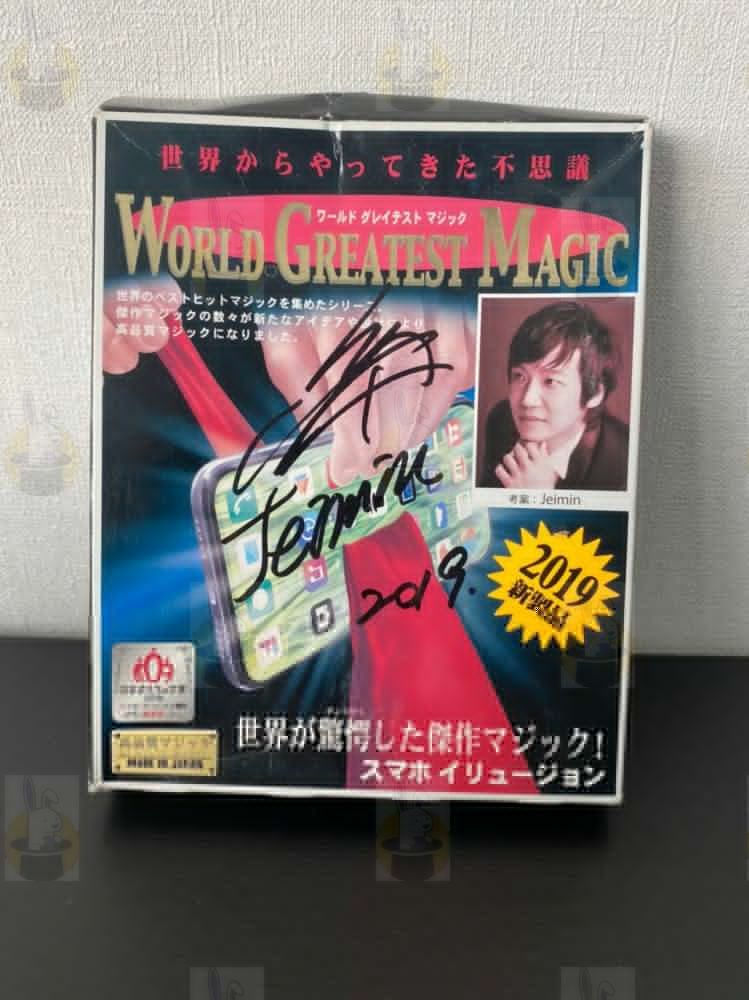 世界からやってきた不思議
ワールド グレイテスト マジック
WORLD GREATEST MAGIC
世界のベストヒットマジックを集めたシリーズ。
傑作マジックの数々が新たなアイデアや
高品質マジックになりました。
Jeimin
2019.
考案：Jeimin
2019
新製品
高品質マジック
MADE IN JAPAN
世界が驚愕した傑作マジック！
スマホ イリュージョン